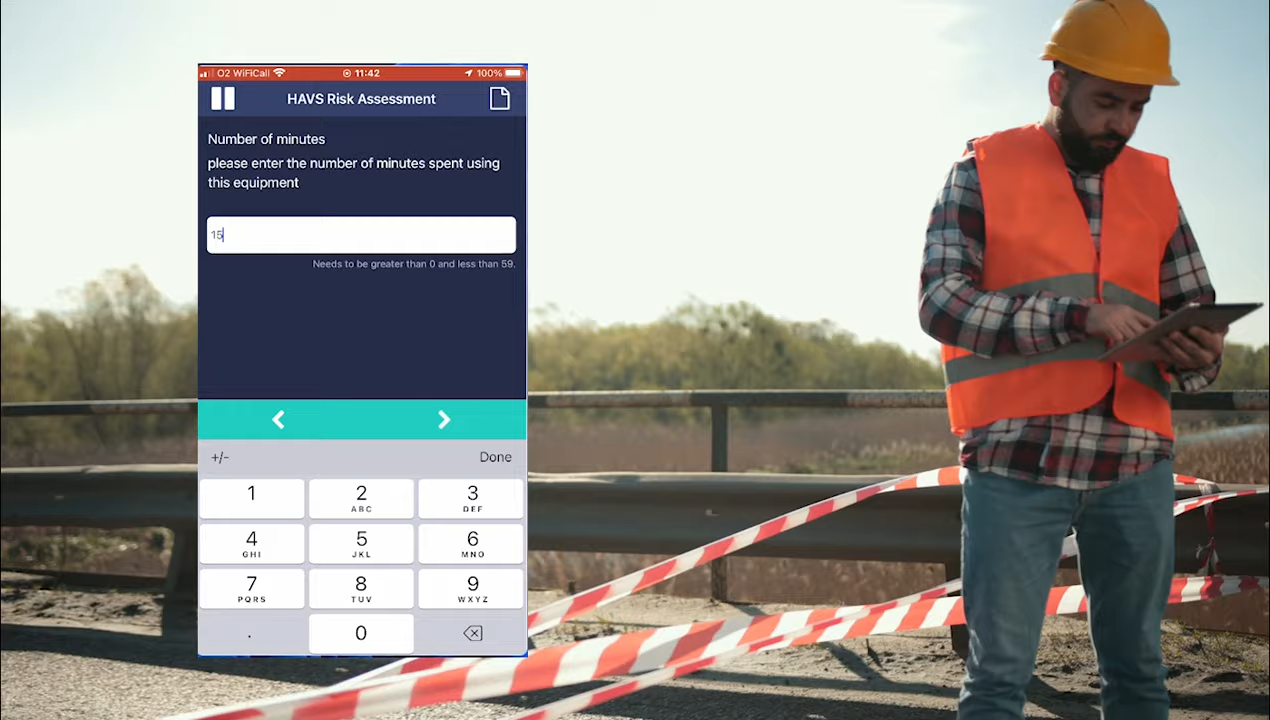 O2 WiFiCall 11:42 100%
HAVS Risk Assessment
Number of minutes
please enter the number of minutes spent using
this equipment
15
Needs to be greater than 0 and less than 59.
+/- Done
1 2 3
ABC DEF
4 5 6
GHI JKL MNO
7 8 9
PQRS TUV WXYZ
. 0